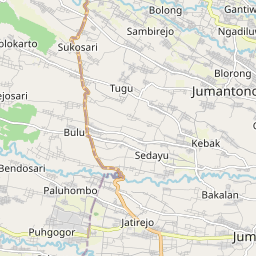 Bolong
Gantiw
Sambirejo
Ngadiluw
olokarto
Sukosari
Blorong
Tugu
Jumantono
ejosari
Bulu
Kebak
Sedayu
Bendosari
Paluhombo
Bakalan
Jatirejo
Puhgogor
Jum